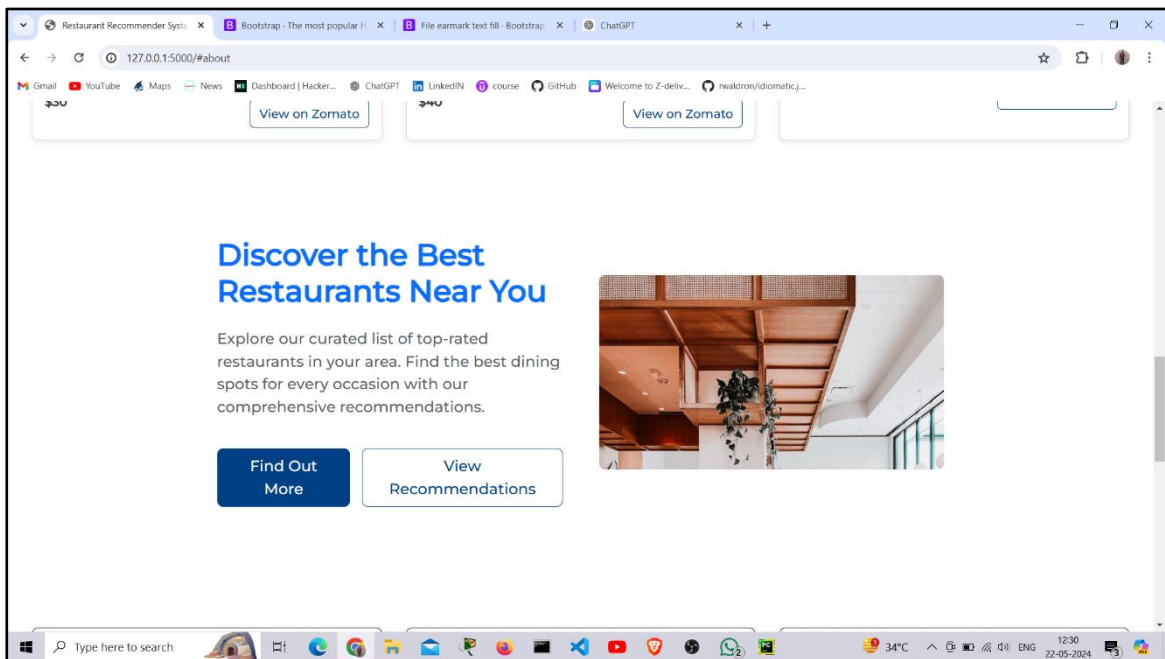 Restaurant Recommender Syste
Bootstrap · The most popular H
File earmark text fill · Bootstrap
ChatGPT
127.0.0.1:5000/#about
Gmail
YouTube
Maps
News
Dashboard | Hacker...
ChatGPT
LinkedIN
course
GitHub
Welcome to Z-deliv...
rwaldron/idiomatic.j...
$30
View on Zomato
$40
View on Zomato
Discover the Best
Restaurants Near You
Explore our curated list of top-rated
restaurants in your area. Find the best dining
spots for every occasion with our
comprehensive recommendations.
Find Out
More
View
Recommendations
Type here to search
34°C
ENG
12:30
22-05-2024